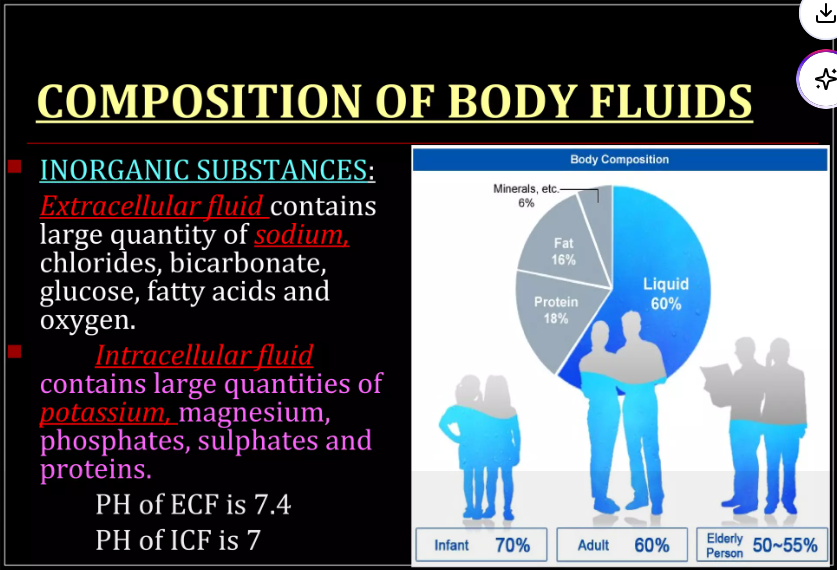 COMPOSITION OF BODY FLUIDS
INORGANIC SUBSTANCES:
Extracellular fluid contains
large quantity of sodium,
chlorides, bicarbonate,
glucose, fatty acids and
oxygen.
Intracellular fluid
contains large quantities of
potassium, magnesium,
phosphates, sulphates and
proteins.
PH of ECF is 7.4
PH of ICF is 7
Body Composition
Minerals, etc.
6%
Fat
16%
Protein
18%
Liquid
60%
Infant 70%
Adult 60%
Elderly
Person 50~55%